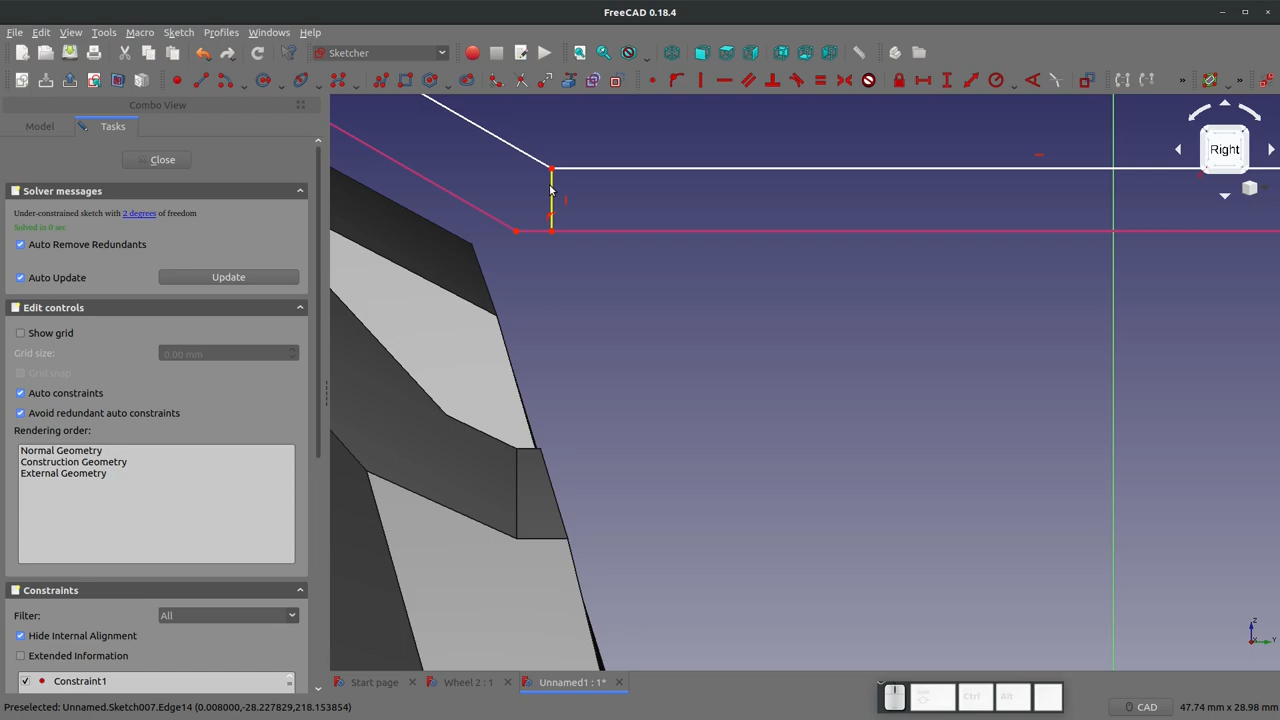 FreeCAD 0.18.4
File Edit View Tools Macro Sketch Profiles Windows Help
Sketcher
Combo View
Model Tasks
Close
Solver messages
Under-constrained sketch with 2 degrees of freedom
Solved in 0 sec
Auto Remove Redundants
Auto Update Update
Edit controls
Show grid
Grid size: 0.00 mm
Grid snap
Auto constraints
Avoid redundant auto constraints
Rendering order:
Normal Geometry
Construction Geometry
External Geometry
Constraints
Filter: All
Hide Internal Alignment
Extended Information
Constraint1
Right
Z
X
Y
Start page Wheel 2 : 1 Unnamed1 : 1*
Ctrl Alt
Preselected: Unnamed.Sketch007.Edge14 (0.008000,-28.227829,218.153854)
CAD 47.74 mm x 28.98 mm